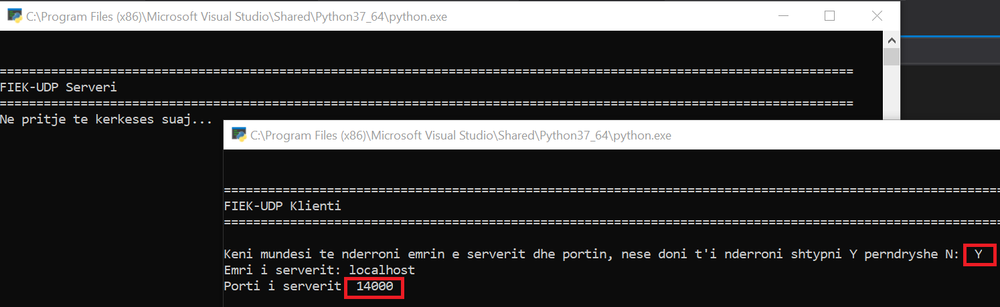 C:\Program Files (x86)\Microsoft Visual Studio\Shared\Python37_64\python.exe
=====================================================================================================================
FIEK-UDP Serveri
=====================================================================================================================
Ne pritje te kerkeses suaj...
C:\Program Files (x86)\Microsoft Visual Studio\Shared\Python37_64\python.exe
==========================================================================================================
FIEK-UDP Klienti
==========================================================================================================
Keni mundesi te nderroni emrin e serverit dhe portin, nese doni t'i nderroni shtypni Y perndryshe N: Y
Emri i serverit: localhost
Porti i serverit 14000